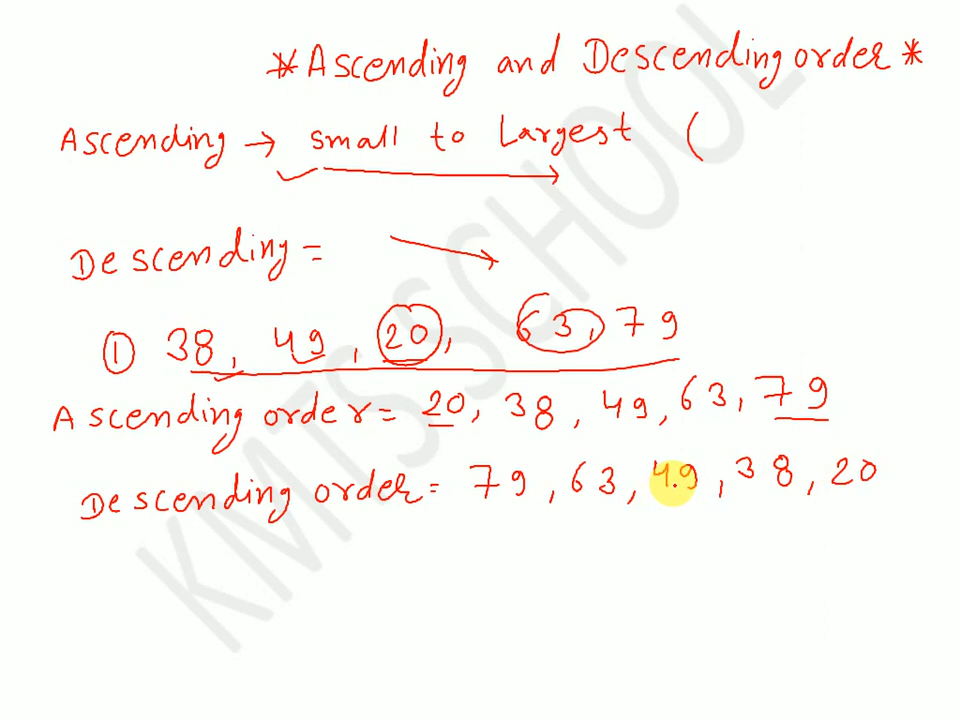 *Ascending and Descending order*
Ascending → small to Largest (
Descending =
① 38, 49, 20, 63, 79
Ascending order = 20, 38, 49, 63, 79
Descending order = 79, 63, 49, 38, 20
KMTS SCHOOL